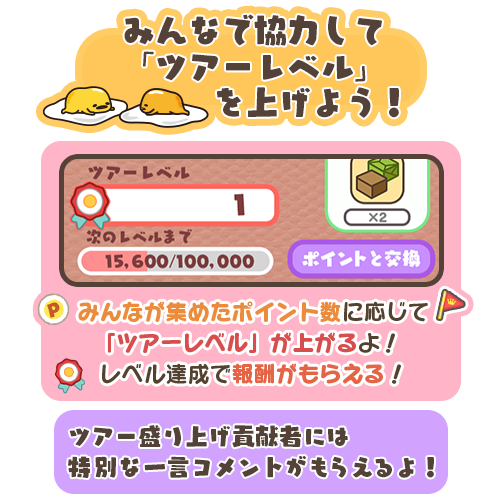 みんなで協力して
「ツアーレベル」
を上げよう！
ツアーレベル
1
×2
次のレベルまで
15,600/100,000
ポイントと交換
P
みんなが集めたポイント数に応じて
「ツアーレベル」が上がるよ！
レベル達成で報酬がもらえる！
ツアー盛り上げ貢献者には
特別な一言コメントがもらえるよ！